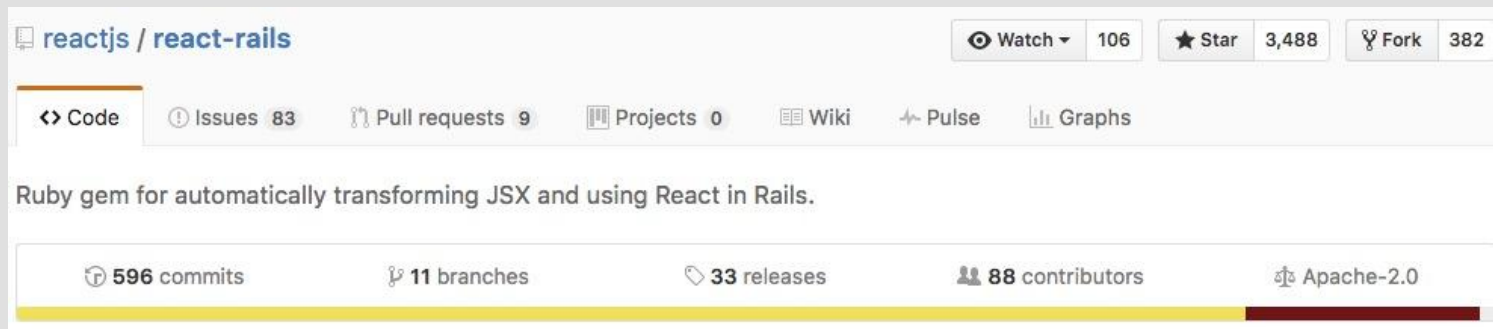 reactjs / react-rails Watch 106 Star 3,488 Fork 382
Code Issues 83 Pull requests 9 Projects 0 Wiki Pulse Graphs
Ruby gem for automatically transforming JSX and using React in Rails.
596 commits 11 branches 33 releases 88 contributors Apache-2.0